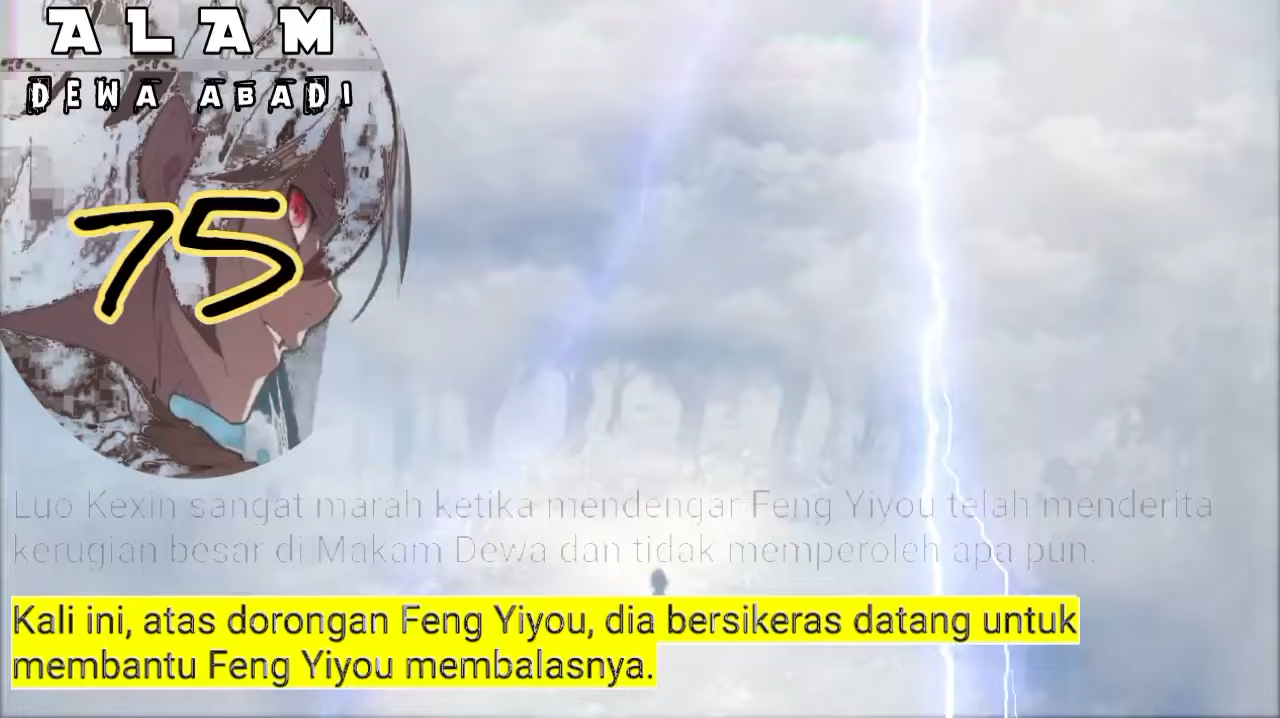 ALAM
DEWA ABADI
75
Luo Kexin sangat marah ketika mendengar Feng Yiyou telah menderita
kerugian besar di Makam Dewa dan tidak memperoleh apa pun.
Kali ini, atas dorongan Feng Yiyou, dia bersikeras datang untuk
membantu Feng Yiyou membalasnya.